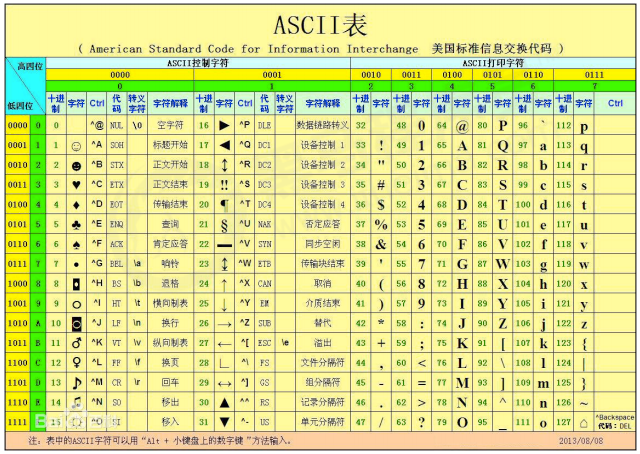 ASCII表
( American Standard Code for Information Interchange 美国标准信息交换代码 )
高四位 ASCII控制字符 ASCII打印字符
0000 0001 0010 0011 0100 0101 0110 0111
0 1 2 3 4 5 6 7
低四位 十进制 字符 Ctrl 代码 转义字符 字符解释 十进制 字符 Ctrl 代码 转义字符 字符解释 十进制 字符 十进制 字符 十进制 字符 十进制 字符 十进制 字符 十进制 字符 Ctrl
0000 0 0 ^@ NUL \0 空字符 16 ► ^P DLE 数据链路转义 32 48 0 64 @ 80 P 96 ` 112 p
0001 1 1 ☺ ^A SOH 标题开始 17 ◄ ^Q DC1 设备控制 1 33 ! 49 1 65 A 81 Q 97 a 113 q
0010 2 2 ☻ ^B STX 正文开始 18 ↕ ^R DC2 设备控制 2 34 " 50 2 66 B 82 R 98 b 114 r
0011 3 3 ♥ ^C ETX 正文结束 19 ‼ ^S DC3 设备控制 3 35 # 51 3 67 C 83 S 99 c 115 s
0100 4 4 ♦ ^D EOT 传输结束 20 ¶ ^T DC4 设备控制 4 36 $ 52 4 68 D 84 T 100 d 116 t
0101 5 5 ♣ ^E ENQ 查询 21 § ^U NAK 否定应答 37 % 53 5 69 E 85 U 101 e 117 u
0110 6 6 ♠ ^F ACK 肯定应答 22 ▬ ^V SYN 同步空闲 38 & 54 6 70 F 86 V 102 f 118 v
0111 7 7 • ^G BEL \a 响铃 23 ↨ ^W ETB 传输块结束 39 ' 55 7 71 G 87 W 103 g 119 w
1000 8 8 ◘ ^H BS \b 退格 24 ↑ ^X CAN 取消 40 ( 56 8 72 H 88 X 104 h 120 x
1001 9 9 ○ ^I HT \t 横向制表 25 ↓ ^Y EM 介质结束 41 ) 57 9 73 I 89 Y 105 i 121 y
1010 A 10 ◙ ^J LF \n 换行 26 → ^Z SUB 替代 42 * 58 : 74 J 90 Z 106 j 122 z
1011 B 11 ♂ ^K VT \v 纵向制表 27 ← ^[ ESC \e 溢出 43 + 59 ; 75 K 91 [ 107 k 123 {
1100 C 12 ♀ ^L FF \f 换页 28 ∟ ^\ FS 文件分隔符 44 , 60 < 76 L 92 \ 108 l 124 |
1101 D 13 ♪ ^M CR \r 回车 29 ↔ ^] GS 组分隔符 45 - 61 = 77 M 93 ] 109 m 125 }
1110 E 14 ♫ ^N SO 移出 30 ▲ ^^ RS 记录分隔符 46 . 62 > 78 N 94 ^ 110 n 126 ~
1111 15 SI 移入 31 ▼ ^- US 单元分隔符 47 / 63 ? 79 O 95 _ 111 o 127 ⌂ ^Backspace 代码: DEL
注: 表中的ASCII字符可以用"Alt + 小键盘上的数字键"方法输入。 2013/08/08